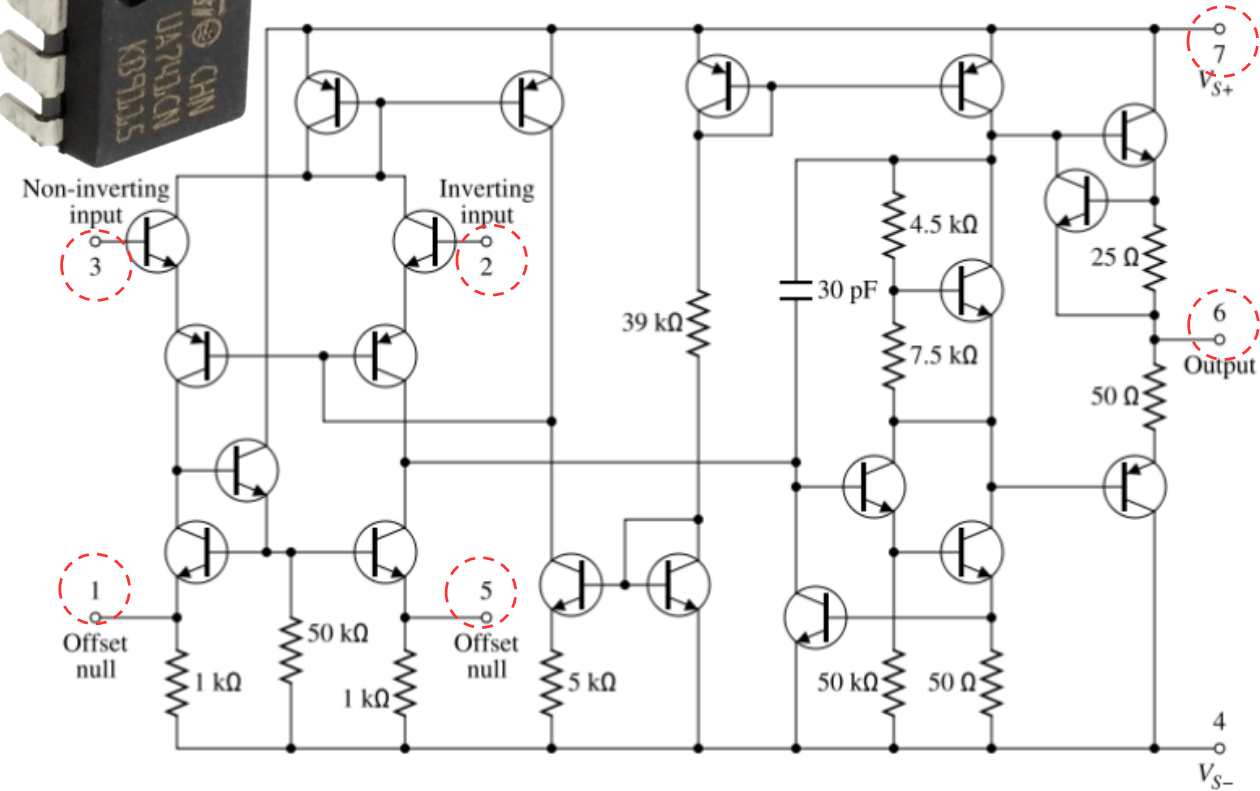 CHN
UA741CN
KB9115
7
VS+
Non-inverting
input
3
Inverting
input
2
4.5 kΩ
25 Ω
30 pF
39 kΩ
6
7.5 kΩ
Output
50 Ω
1
5
Offset
null
50 kΩ
Offset
null
1 kΩ
1 kΩ
5 kΩ
50 kΩ
50 Ω
4
VS−